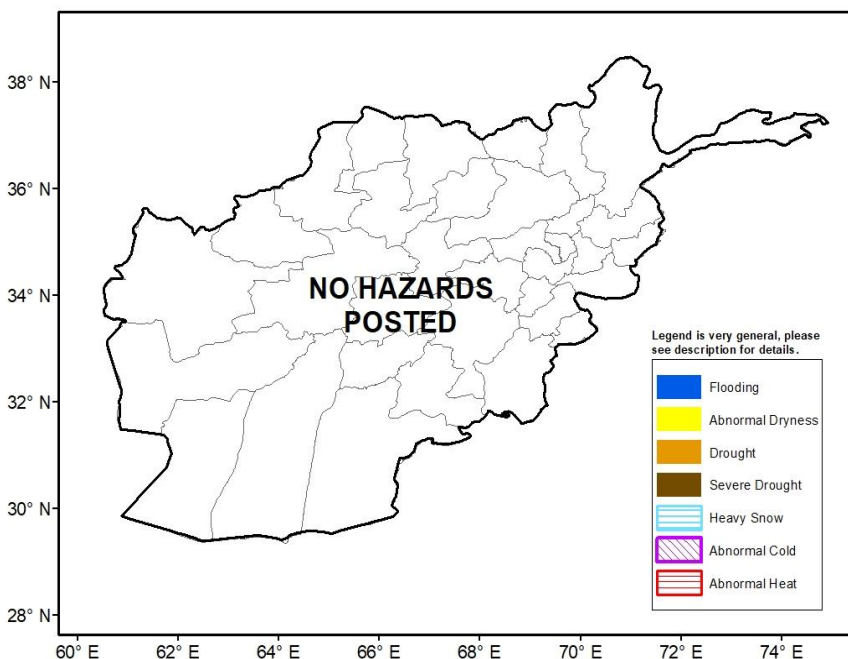 38° N
36° N
34° N
32° N
30° N
28° N
NO HAZARDS
POSTED
Legend is very general, please
see description for details.
Flooding
Abnormal Dryness
Drought
Severe Drought
Heavy Snow
Abnormal Cold
Abnormal Heat
60° E 62° E 64° E 66° E 68° E 70° E 72° E 74° E